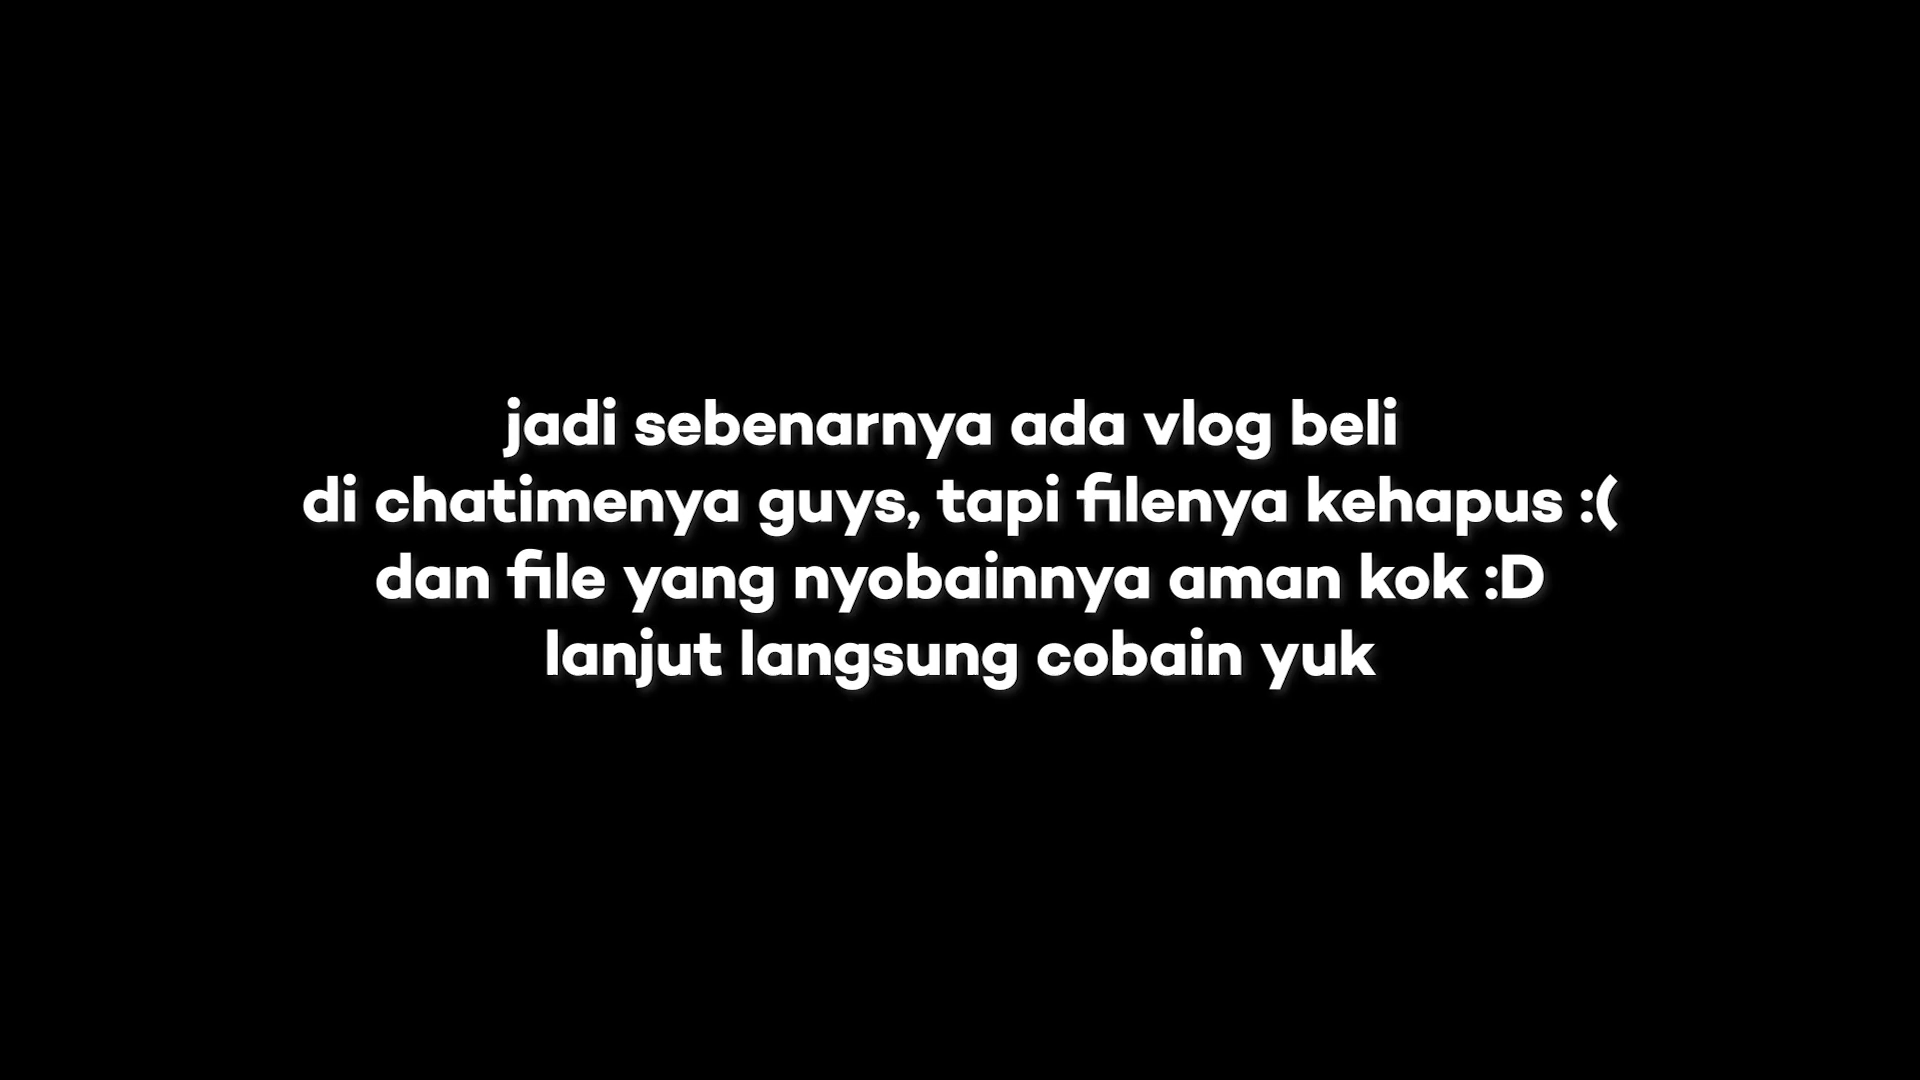 jadi sebenarnya ada vlog beli
di chatimenya guys, tapi filenya kehapus :(
dan file yang nyobainnya aman kok :D
lanjut langsung cobain yuk